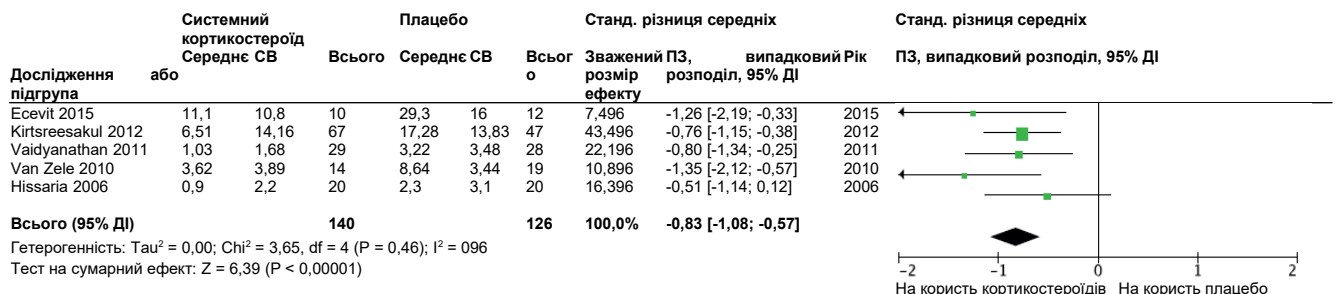 Системний кортикостероїд Плацебо Станд. різниця середніх Станд. різниця середніх
Дослідження або підгрупа Середнє СВ Всього Середнє СВ Всього Зважений розмір ефекту ПЗ, випадковий розподіл, 95% ДІ Рік ПЗ, випадковий розподіл, 95% ДІ
Ecevit 2015 11,1 10,8 10 29,3 16 12 7,496 -1,26 [-2,19; -0,33] 2015
Kirtsreesakul 2012 6,51 14,16 67 17,28 13,83 47 43,496 -0,76 [-1,15; -0,38] 2012
Vaidyanathan 2011 1,03 1,68 29 3,22 3,48 28 22,196 -0,80 [-1,34; -0,25] 2011
Van Zele 2010 3,62 3,89 14 8,64 3,44 19 10,896 -1,35 [-2,12; -0,57] 2010
Hissaria 2006 0,9 2,2 20 2,3 3,1 20 16,396 -0,51 [-1,14; 0,12] 2006
Всього (95% ДІ) 140 126 100,0% -0,83 [-1,08; -0,57]
Гетерогенність: Tau² = 0,00; Chi² = 3,65, df = 4 (P = 0,46); I² = 096
Тест на сумарний ефект: Z = 6,39 (P < 0,00001)
-2 -1 0 1 2
На користь кортикостероїдів На користь плацебо